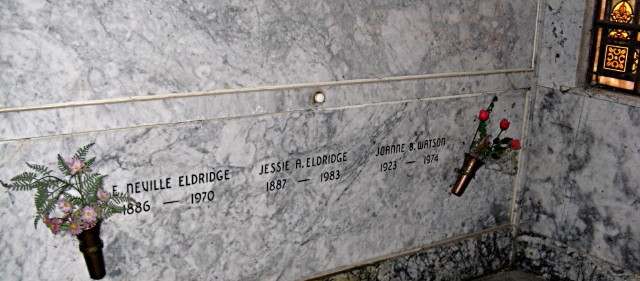 E. NEVILLE ELDRIDGE
1886 — 1970
JESSIE A. ELDRIDGE
1887 — 1983
JOANNE B. WATSON
1923 — 1974